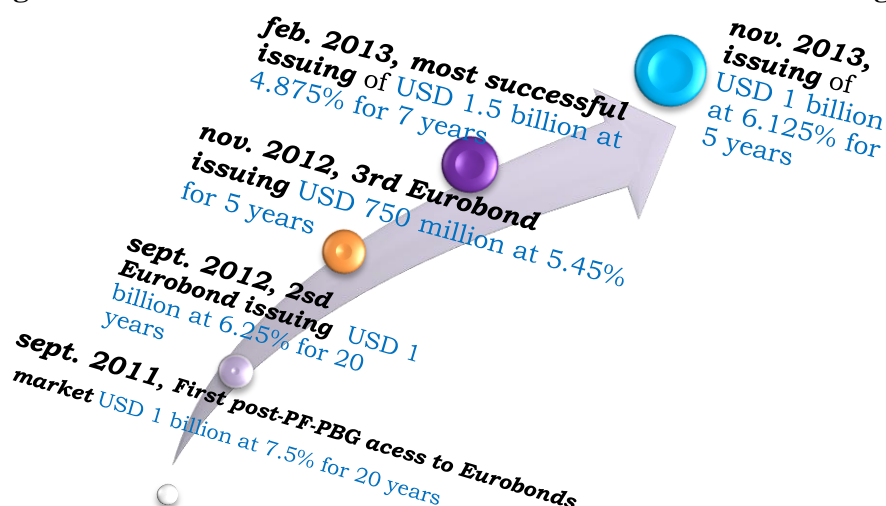 feb. 2013, most successful
issuing of USD 1.5 billion at
4.875% for 7 years
nov. 2013,
issuing of
USD 1 billion
at 6.125% for
5 years
nov. 2012, 3rd Eurobond
issuing USD 750 million at 5.45%
for 5 years
sept. 2012, 2sd
Eurobond issuing USD 1
billion at 6.25% for 20
years
sept. 2011, First post-PF-PBG acess to Eurobonds
market USD 1 billion at 7.5% for 20 years